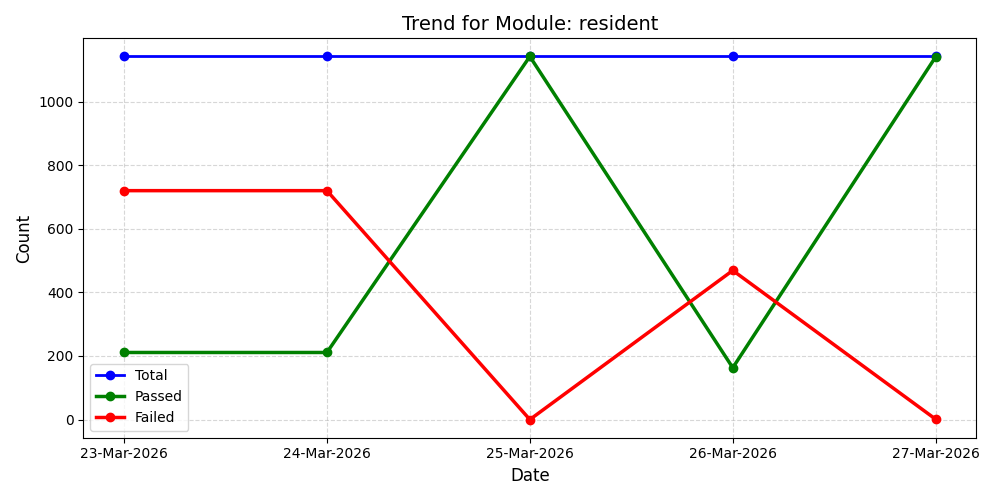 Trend for Module: resident
Count
1000
800
600
400
200
0
Total
Passed
Failed
23-Mar-2026
24-Mar-2026
25-Mar-2026
26-Mar-2026
27-Mar-2026
Date